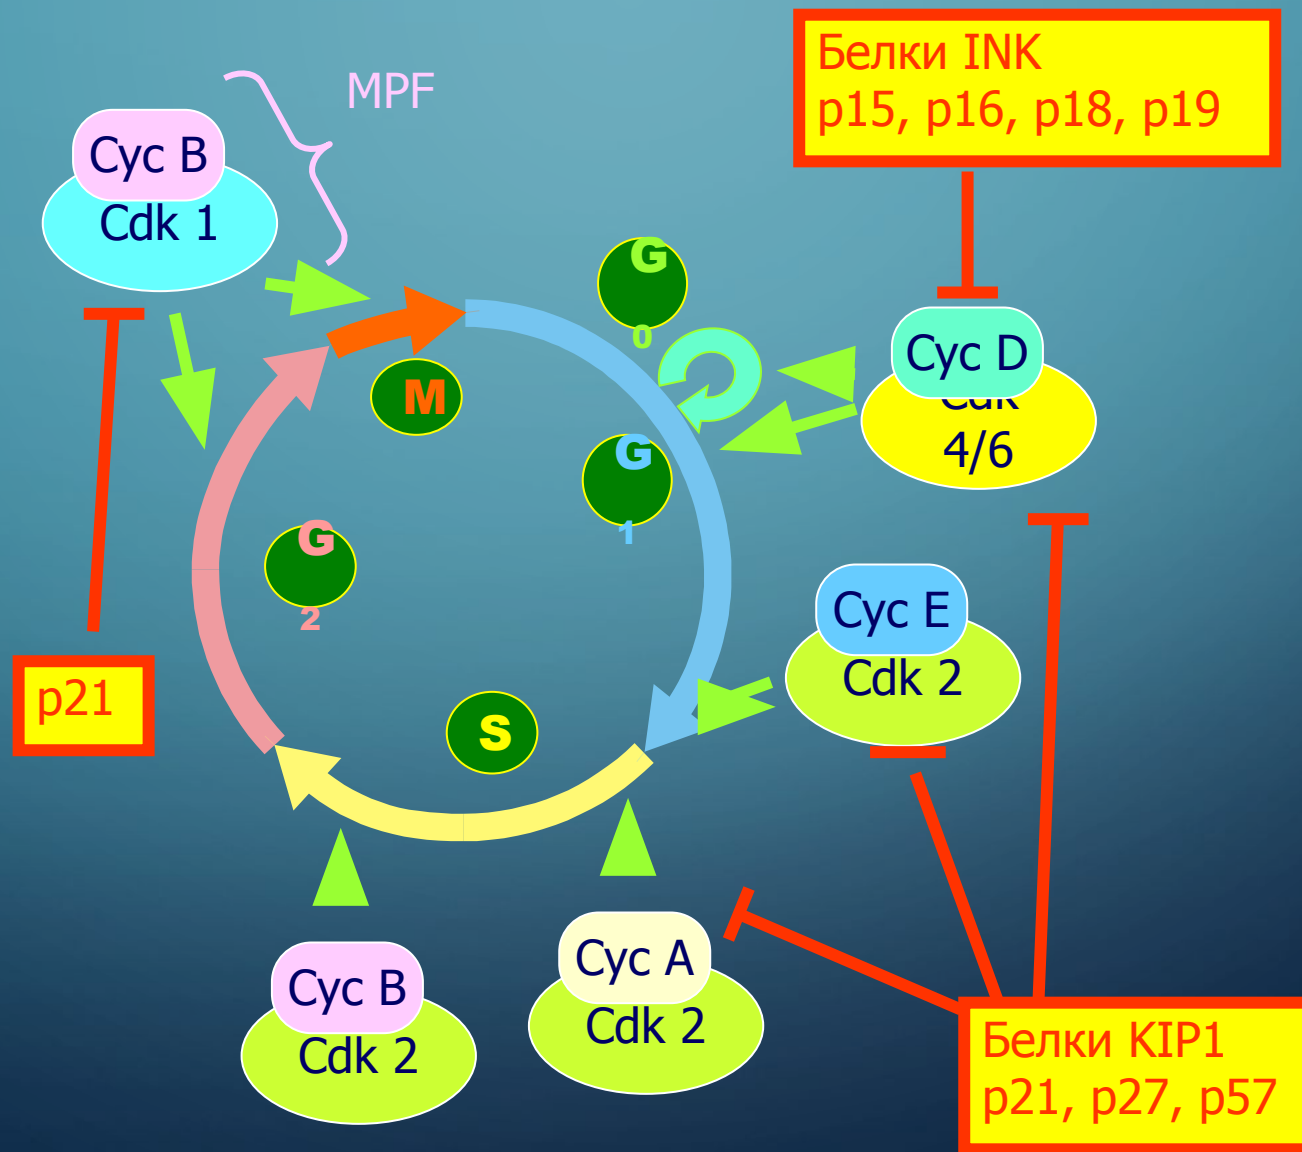 MPF
Белки INK
p15, p16, p18, p19
Cyc B
Cdk 1
G
0
Cyc D
Cdk
4/6
M
G
1
G
2
Cyc E
Cdk 2
p21
S
Cyc A
Cdk 2
Cyc B
Cdk 2
Белки KIP1
p21, p27, p57